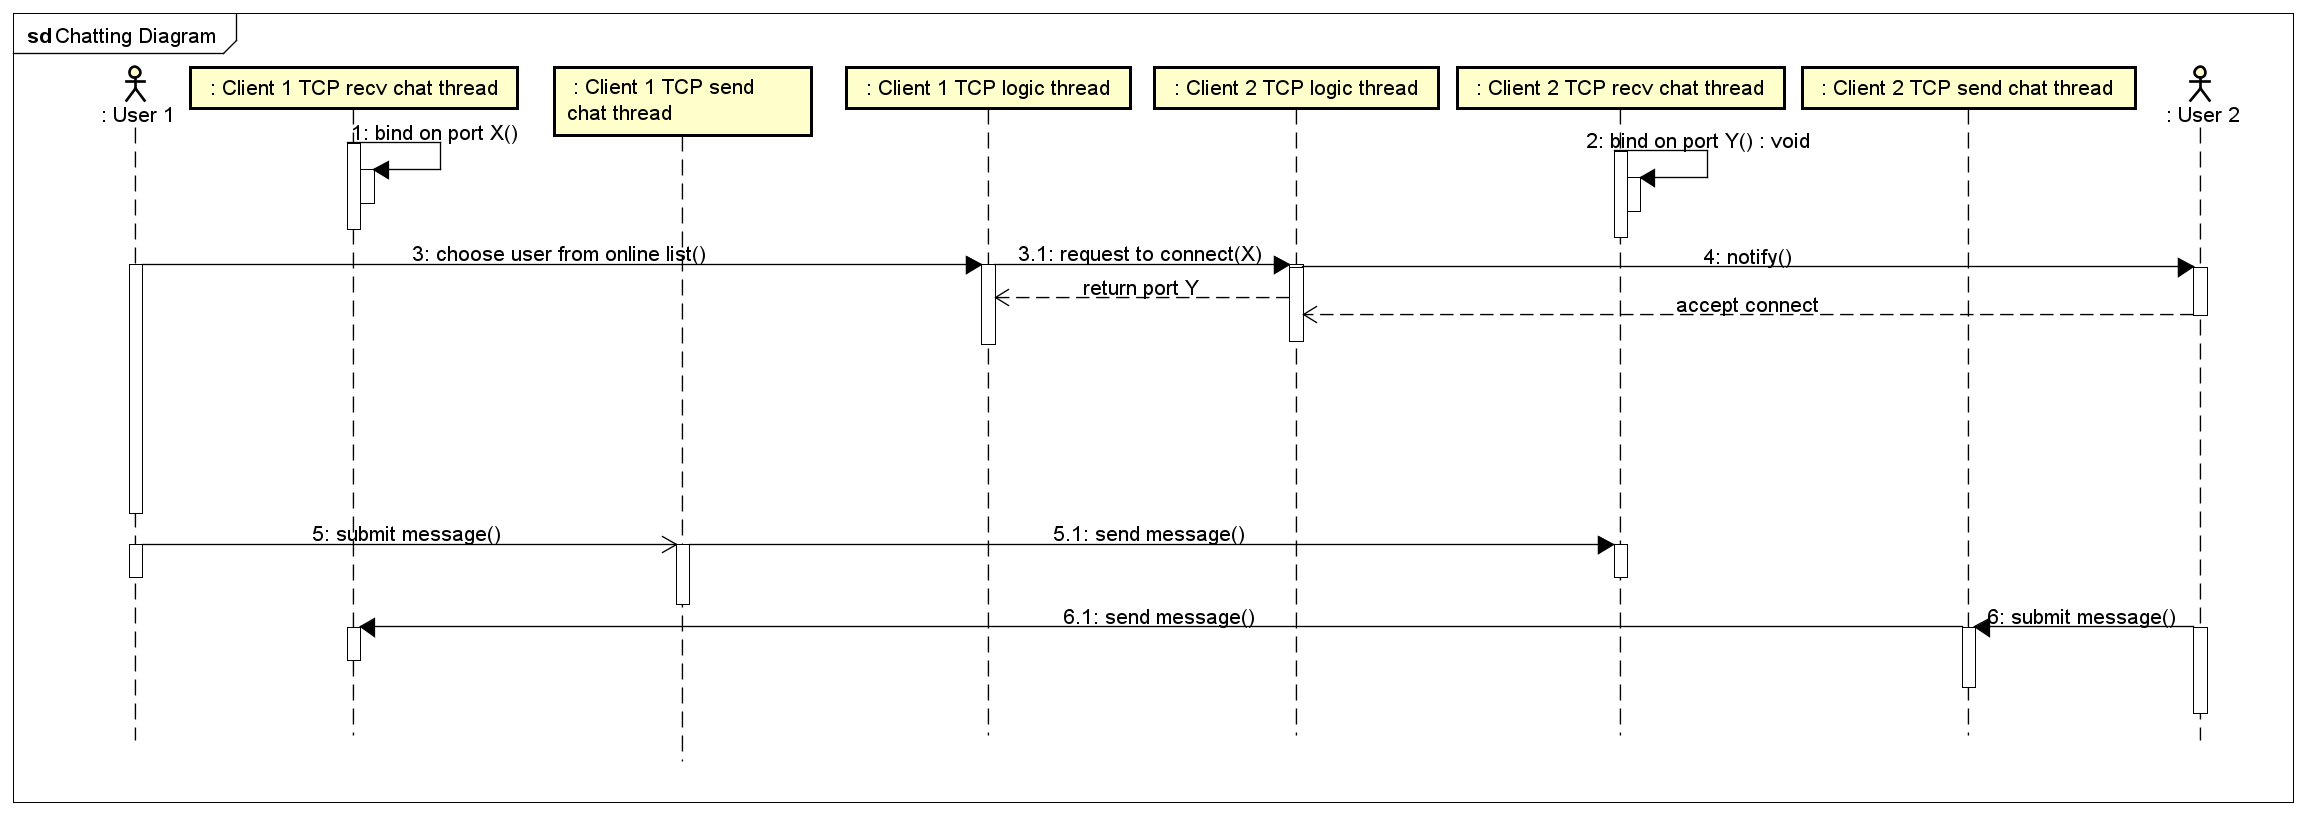 sd Chatting Diagram
: User 1
: Client 1 TCP recv chat thread
: Client 1 TCP send
chat thread
: Client 1 TCP logic thread
: Client 2 TCP logic thread
: Client 2 TCP recv chat thread
: Client 2 TCP send chat thread
: User 2
1: bind on port X()
2: bind on port Y() : void
3: choose user from online list()
3.1: request to connect(X)
4: notify()
return port Y
accept connect
5: submit message()
5.1: send message()
6.1: send message()
6: submit message()